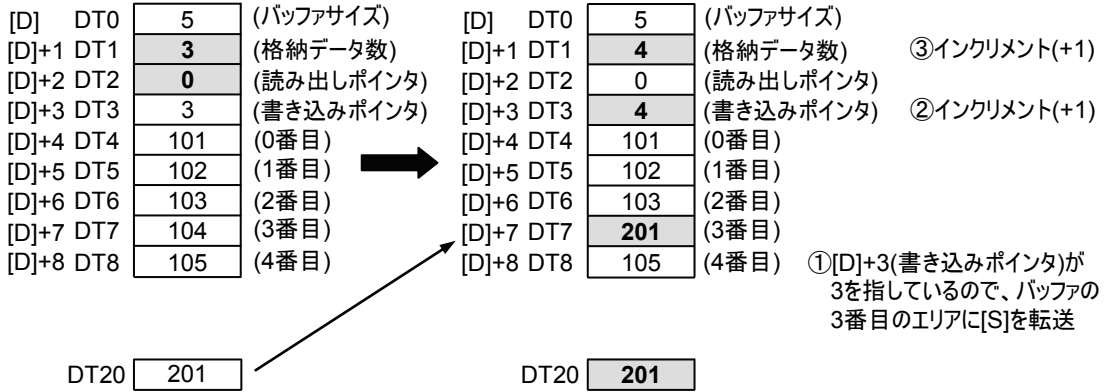 [D] DT0 5 (バッファサイズ) [D] DT0 5 (バッファサイズ)
[D]+1 DT1 3 (格納データ数) [D]+1 DT1 4 (格納データ数) ③インクリメント(+1)
[D]+2 DT2 0 (読み出しポインタ) [D]+2 DT2 0 (読み出しポインタ)
[D]+3 DT3 3 (書き込みポインタ) [D]+3 DT3 4 (書き込みポインタ) ②インクリメント(+1)
[D]+4 DT4 101 (0番目) [D]+4 DT4 101 (0番目)
[D]+5 DT5 102 (1番目) [D]+5 DT5 102 (1番目)
[D]+6 DT6 103 (2番目) [D]+6 DT6 103 (2番目)
[D]+7 DT7 104 (3番目) [D]+7 DT7 201 (3番目)
[D]+8 DT8 105 (4番目) [D]+8 DT8 105 (4番目) ①[D]+3(書き込みポインタ)が
3を指しているので、バッファの
3番目のエリアに[S]を転送
DT20 201 DT20 201